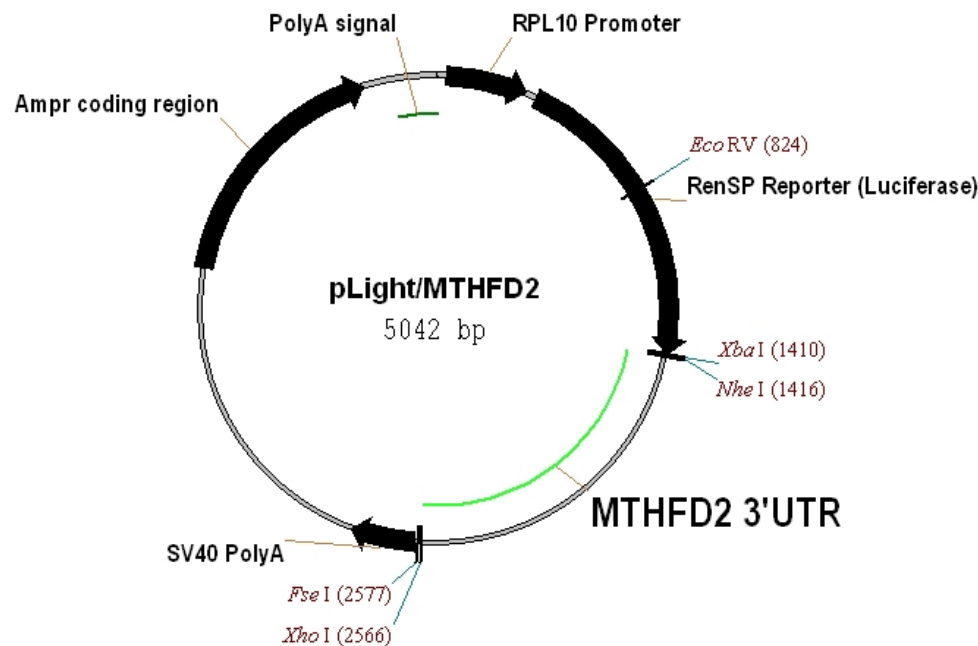 PolyA signal
RPL10 Promoter
Ampr coding region
EcoRV (824)
RenSP Reporter (Luciferase)
pLight/MTHFD2
5042 bp
XbaI (1410)
NheI (1416)
MTHFD2 3'UTR
SV40 PolyA
FseI (2577)
XhoI (2566)